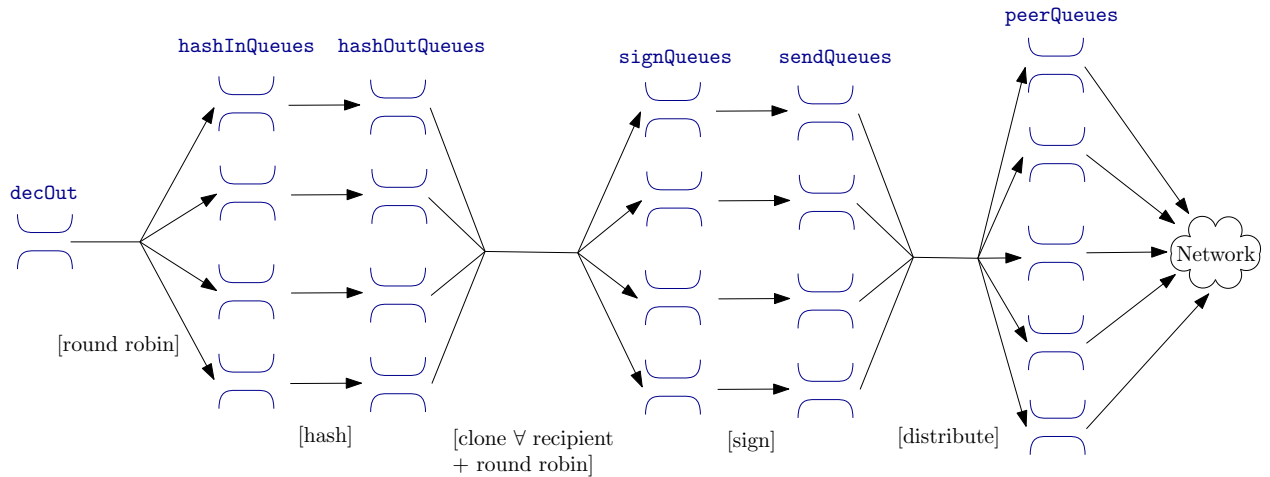 peerQueues
hashInQueues hashOutQueues
signQueues sendQueues
decOut
Network
[round robin]
[hash]
[clone ∀ recipient
+ round robin]
[sign]
[distribute]